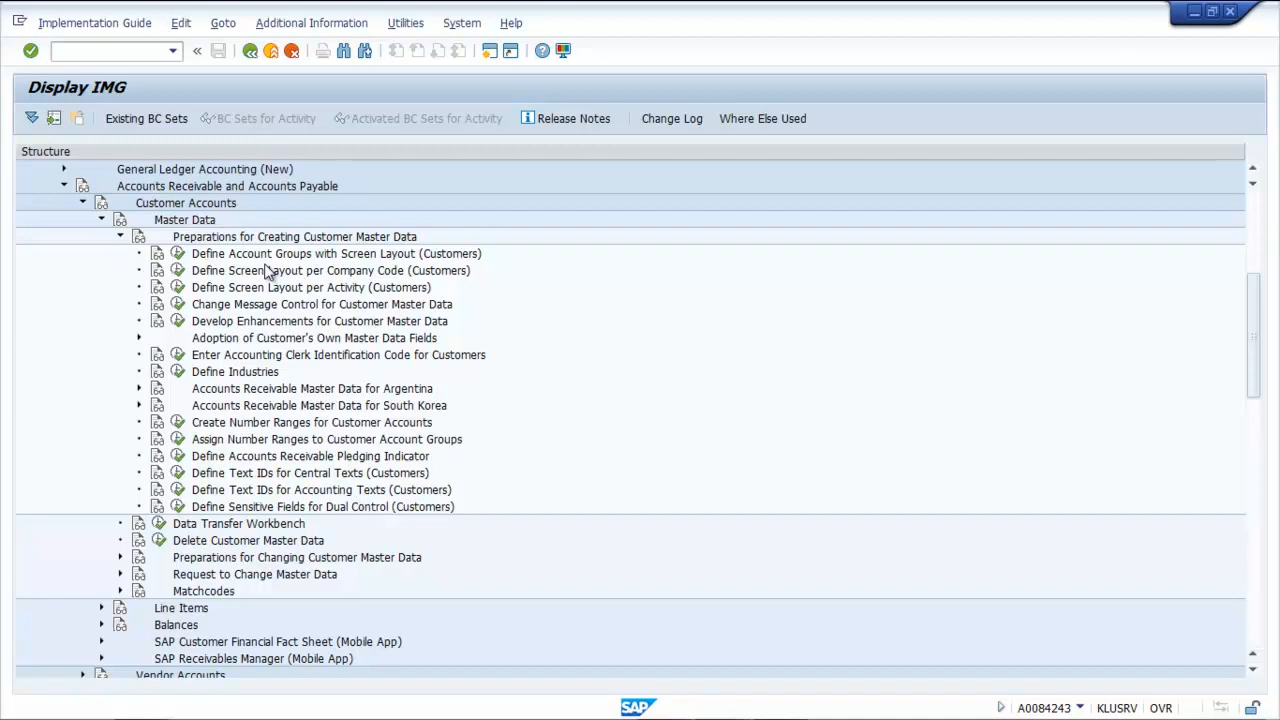 Implementation Guide Edit Goto Additional Information Utilities System Help
Display IMG
Existing BC Sets BC Sets for Activity Activated BC Sets for Activity Release Notes Change Log Where Else Used
Structure
General Ledger Accounting (New)
Accounts Receivable and Accounts Payable
Customer Accounts
Master Data
Preparations for Creating Customer Master Data
Define Account Groups with Screen Layout (Customers)
Define Screen Layout per Company Code (Customers)
Define Screen Layout per Activity (Customers)
Change Message Control for Customer Master Data
Develop Enhancements for Customer Master Data
Adoption of Customer's Own Master Data Fields
Enter Accounting Clerk Identification Code for Customers
Define Industries
Accounts Receivable Master Data for Argentina
Accounts Receivable Master Data for South Korea
Create Number Ranges for Customer Accounts
Assign Number Ranges to Customer Account Groups
Define Accounts Receivable Pledging Indicator
Define Text IDs for Central Texts (Customers)
Define Text IDs for Accounting Texts (Customers)
Define Sensitive Fields for Dual Control (Customers)
Data Transfer Workbench
Delete Customer Master Data
Preparations for Changing Customer Master Data
Request to Change Master Data
Matchcodes
Line Items
Balances
SAP Customer Financial Fact Sheet (Mobile App)
SAP Receivables Manager (Mobile App)
Vendor Accounts
SAP A0084243 KLUSRV OVR